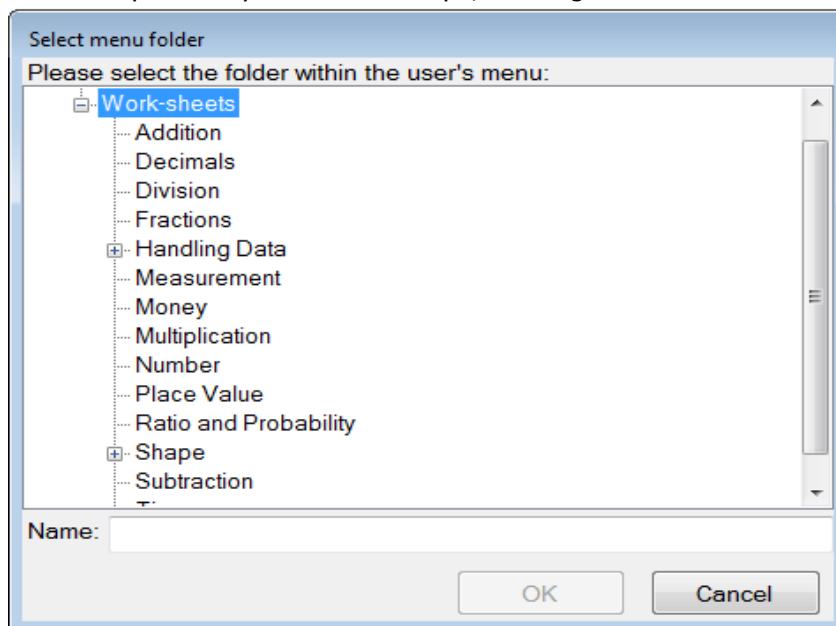 Select menu folder
Please select the folder within the user's menu:
Work-sheets
Addition
Decimals
Division
Fractions
Handling Data
Measurement
Money
Multiplication
Number
Place Value
Ratio and Probability
Shape
Subtraction
Name:
OK Cancel